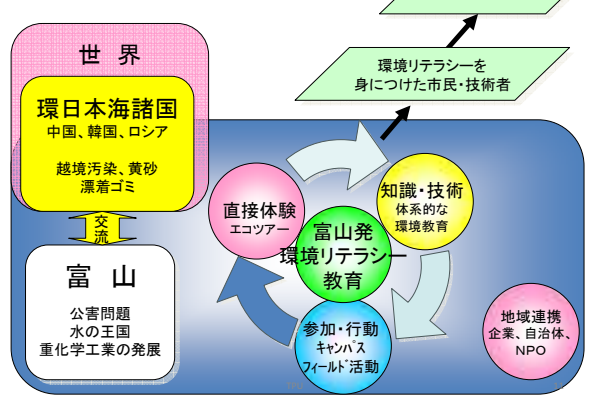 世 界
環日本海諸国
中国、韓国、ロシア
越境汚染、黄砂
漂着ゴミ
交流
富 山
公害問題
水の王国
重化学工業の発展
環境リテラシーを
身につけた市民・技術者
直接体験
エコツアー
知識・技術
体系的な
環境教育
富山発
環境リテラシー
教育
参加・行動
キャンパス
フィールド活動
地域連携
企業、自治体、
NPO